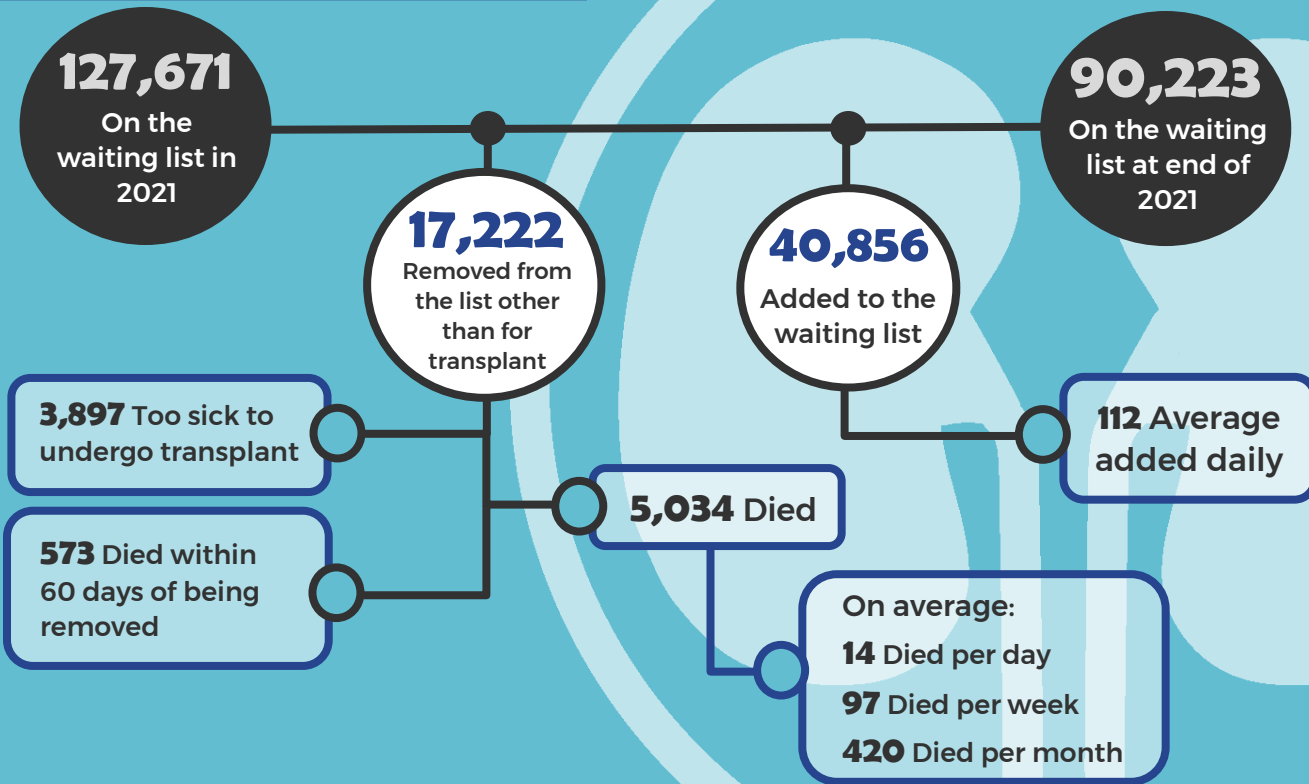 127,671
On the
waiting list in
2021
90,223
On the waiting
list at end of
2021
17,222
Removed from
the list other
than for
transplant
40,856
Added to the
waiting list
3,897 Too sick to
undergo transplant
573 Died within
60 days of being
removed
5,034 Died
112 Average
added daily
On average:
14 Died per day
97 Died per week
420 Died per month